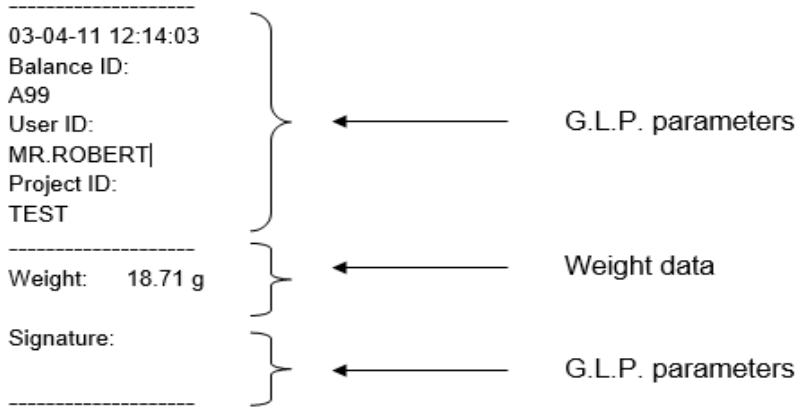 --------------------
03-04-11 12:14:03
Balance ID:
A99
User ID:
MR.ROBERT
Project ID:
TEST
G.L.P. parameters
--------------------
Weight: 18.71 g
Weight data
Signature:
G.L.P. parameters
--------------------